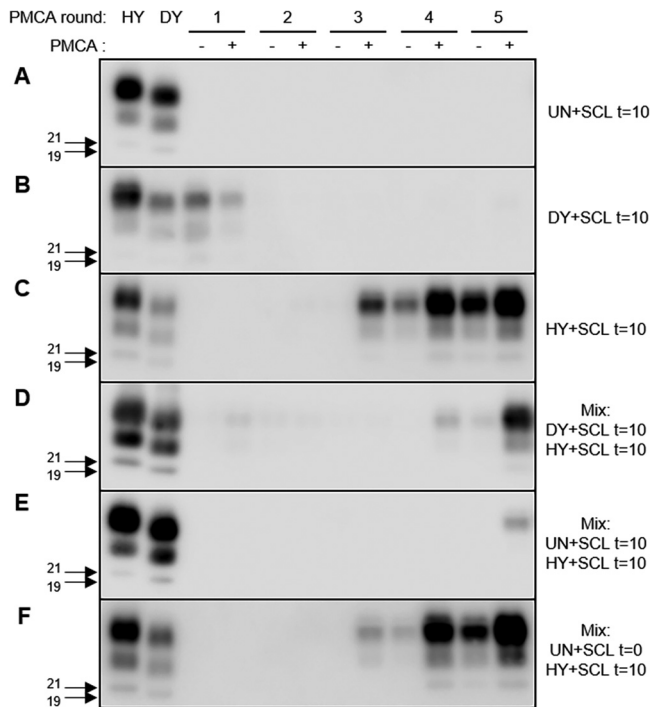 PMCA round: HY DY 1 2 3 4 5
PMCA : - + - + - + - + - +
A
21
19
UN+SCL t=10
B
21
19
DY+SCL t=10
C
21
19
HY+SCL t=10
D
21
19
Mix:
DY+SCL t=10
HY+SCL t=10
E
21
19
Mix:
UN+SCL t=10
HY+SCL t=10
F
21
19
Mix:
UN+SCL t=0
HY+SCL t=10